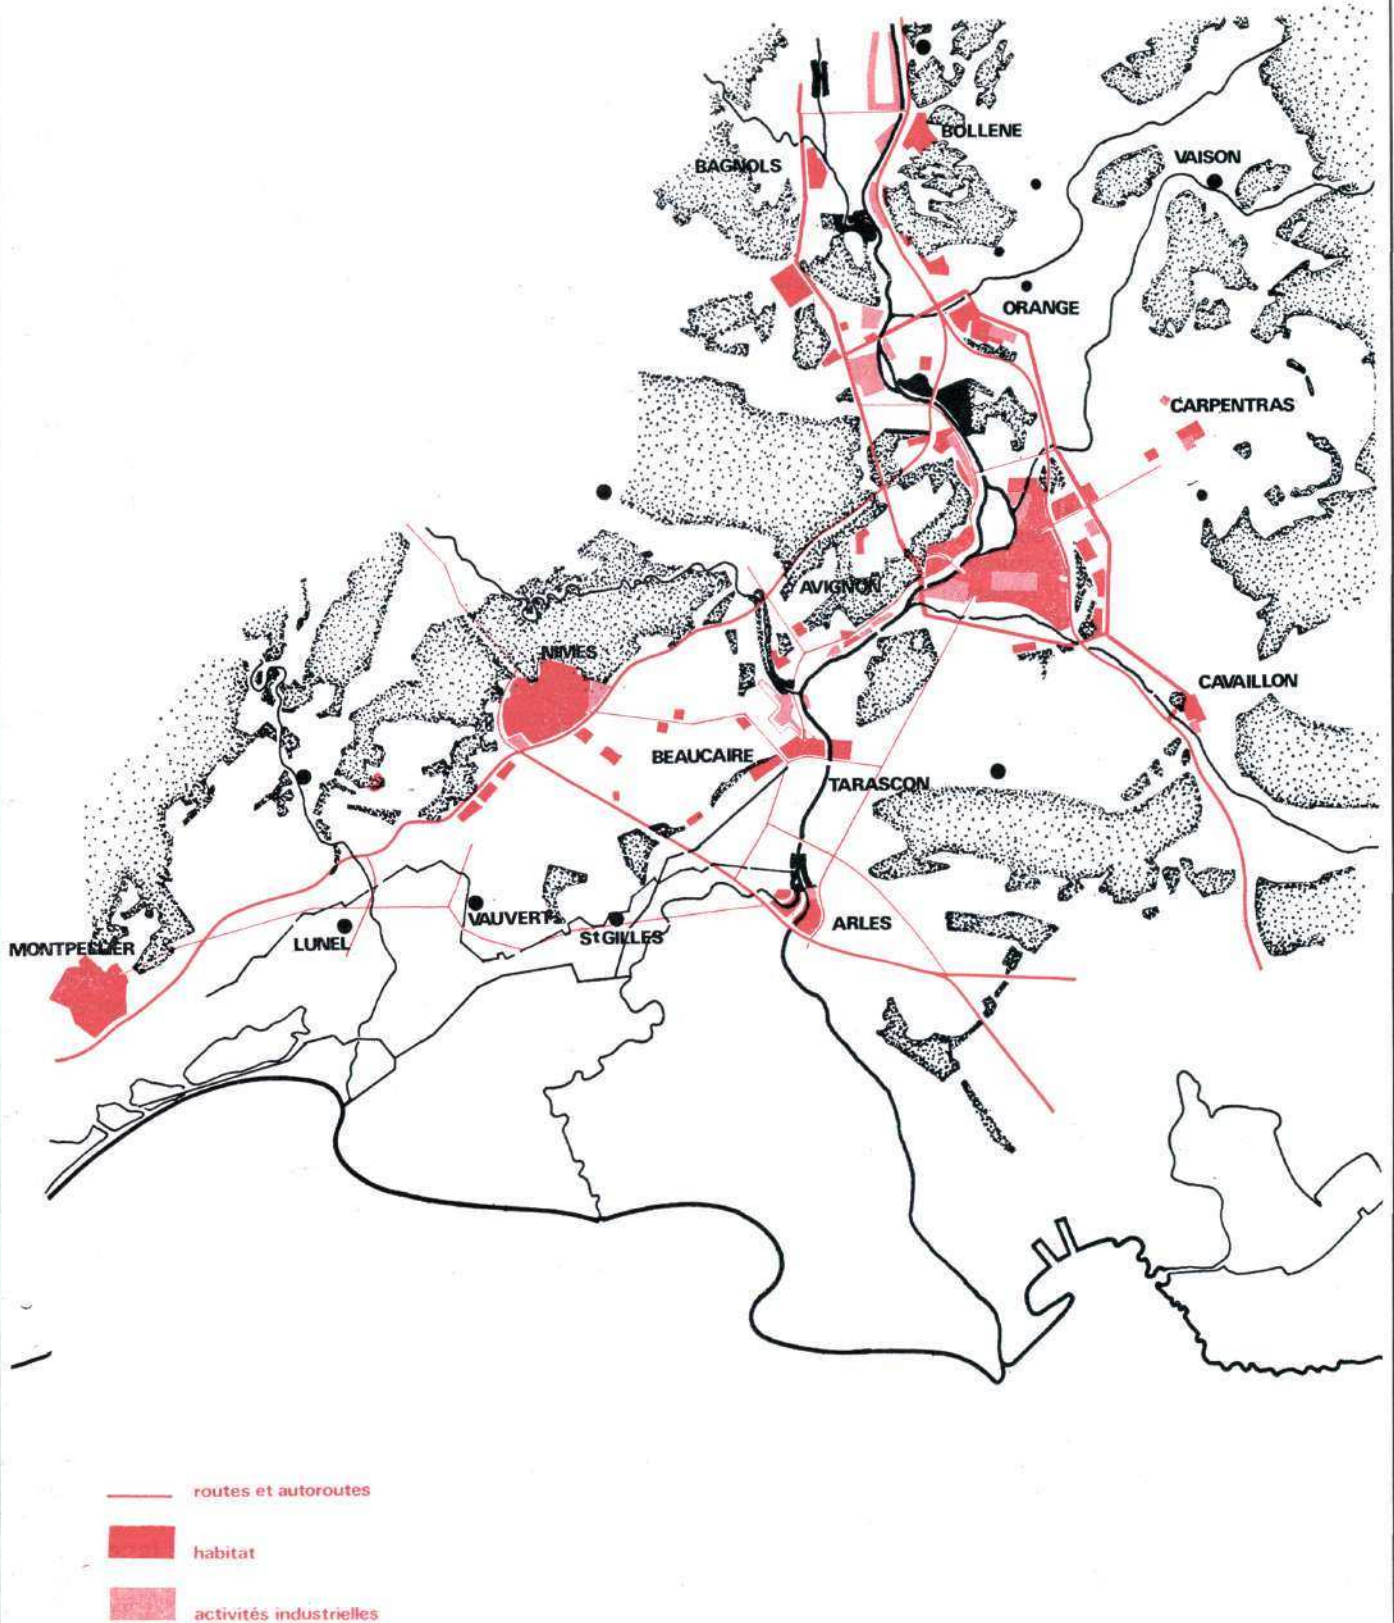 BOLLENE
BAGNOLS
VAISON
ORANGE
CARPENTRAS
AVIGNON
NIMES
CAVAILLON
BEAUCAIRE
TARASCON
VAUVERT
ARLES
St GILLES
LUNEL
MONTPELLIER
routes et autoroutes
habitat
activités industrielles